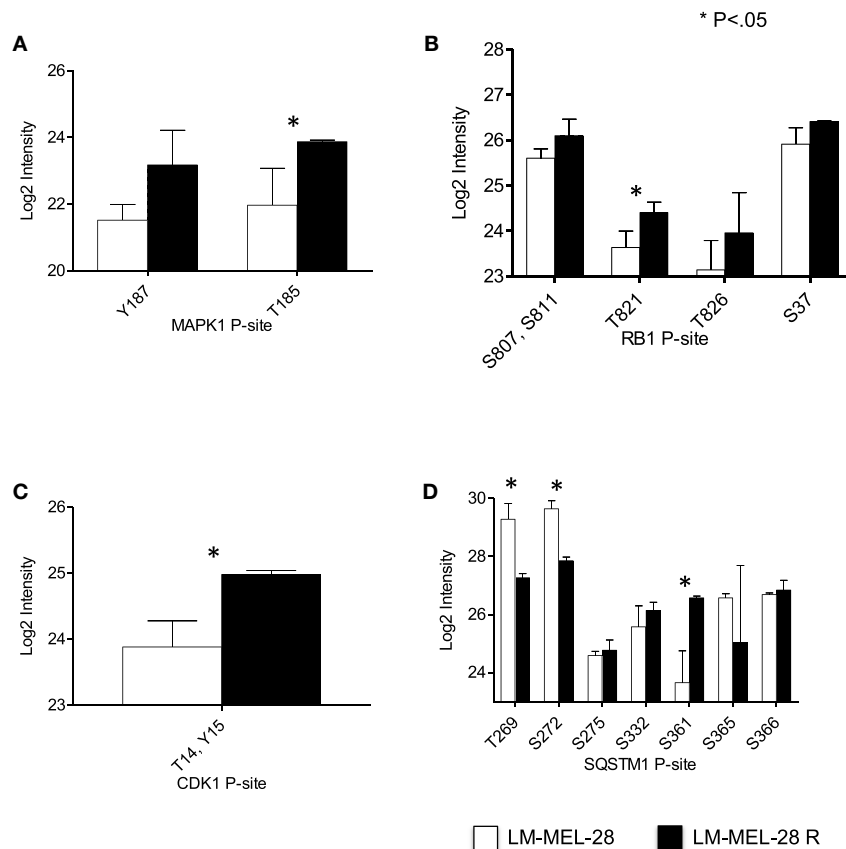 * P<.05
A
26
24
22
20
Log2 Intensity
*
Y187
T185
MAPK1 P-site
B
28
27
26
25
24
23
Log2 Intensity
*
S807, S811
T821
T826
S37
RB1 P-site
C
26
25
24
23
Log2 Intensity
*
T14, Y15
CDK1 P-site
D
30
28
26
24
Log2 Intensity
* * *
T269
S272
S275
S332
S361
S365
S366
SQSTM1 P-site
LM-MEL-28 LM-MEL-28 R